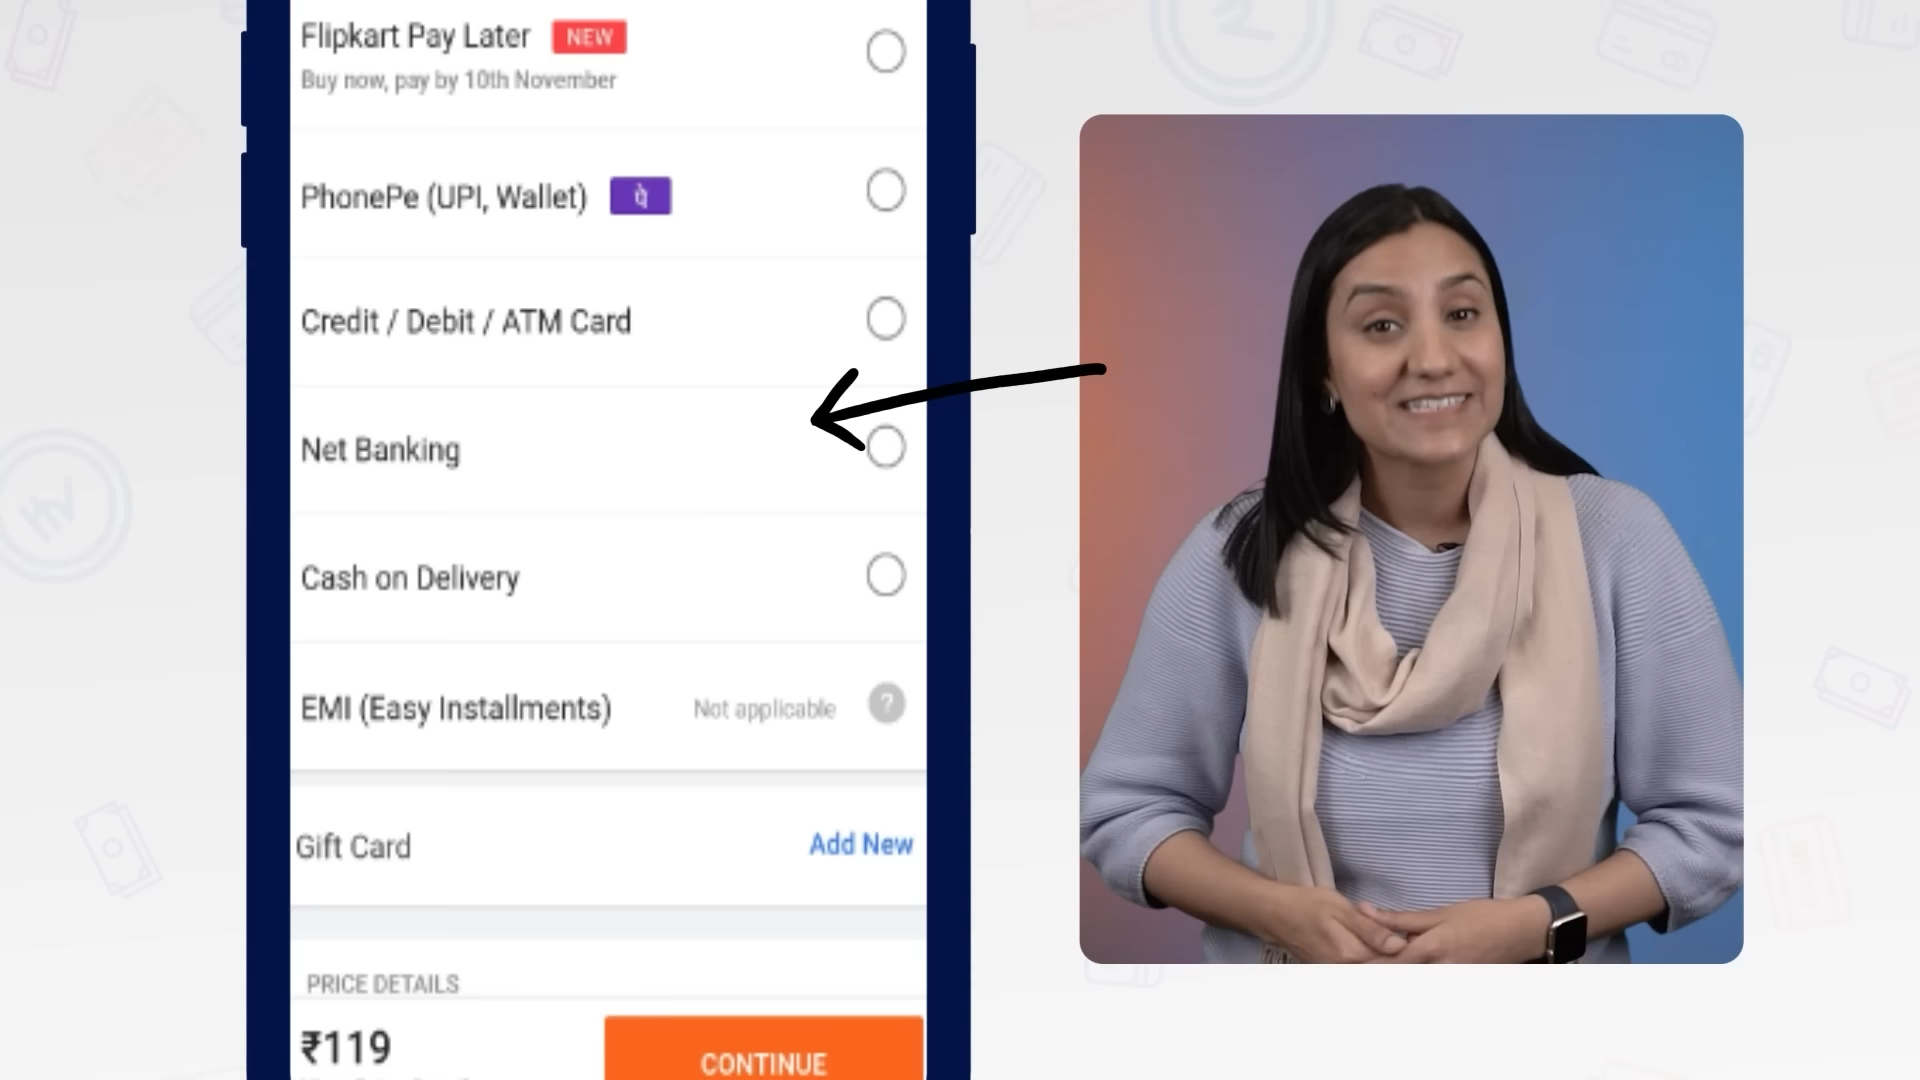 Flipkart Pay Later NEW
Buy now, pay by 10th November
PhonePe (UPI, Wallet) पे
Credit / Debit / ATM Card
Net Banking
Cash on Delivery
EMI (Easy Installments) Not applicable ?
Gift Card Add New
PRICE DETAILS
₹119 CONTINUE